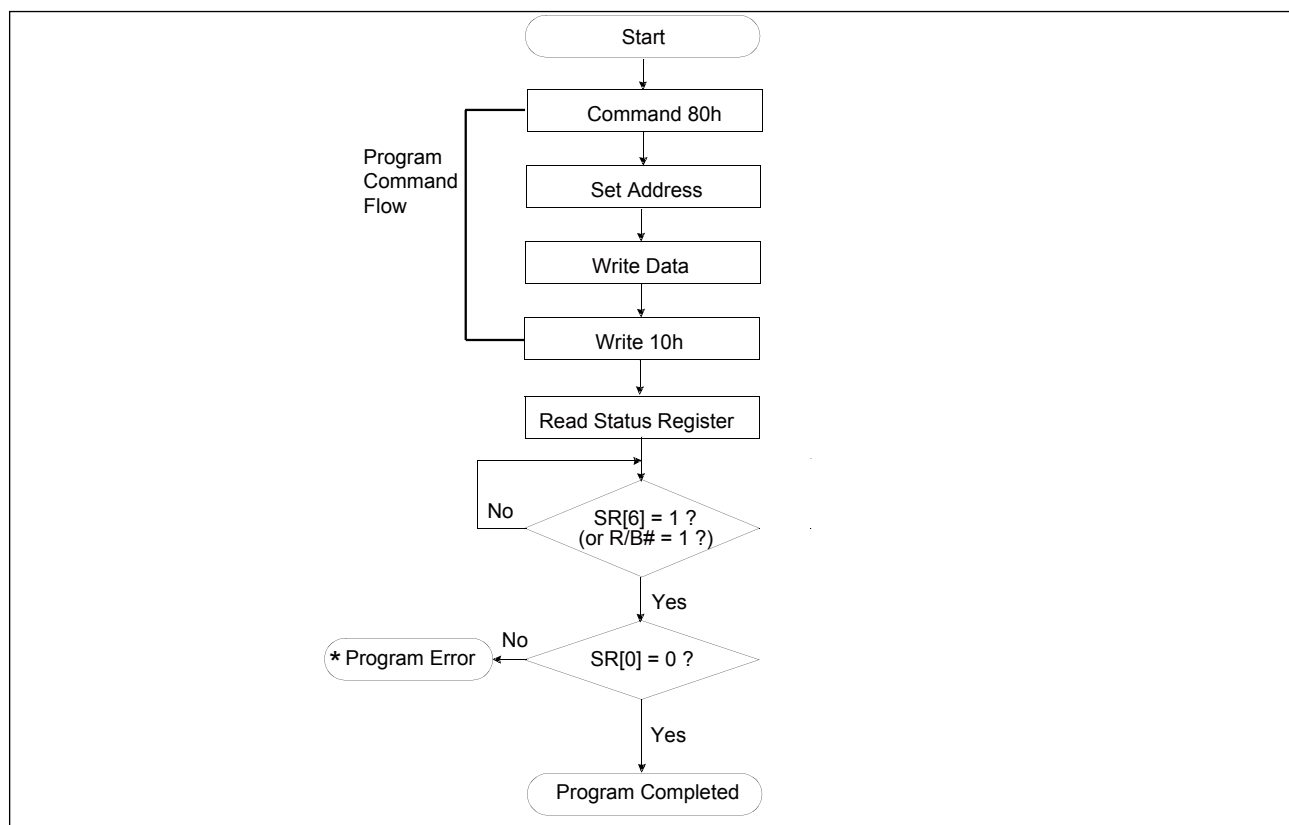 Start
Command 80h
Program
Command
Flow
Set Address
Write Data
Write 10h
Read Status Register
No
SR[6] = 1 ?
(or R/B# = 1 ?)
Yes
No
* Program Error
SR[0] = 0 ?
Yes
Program Completed